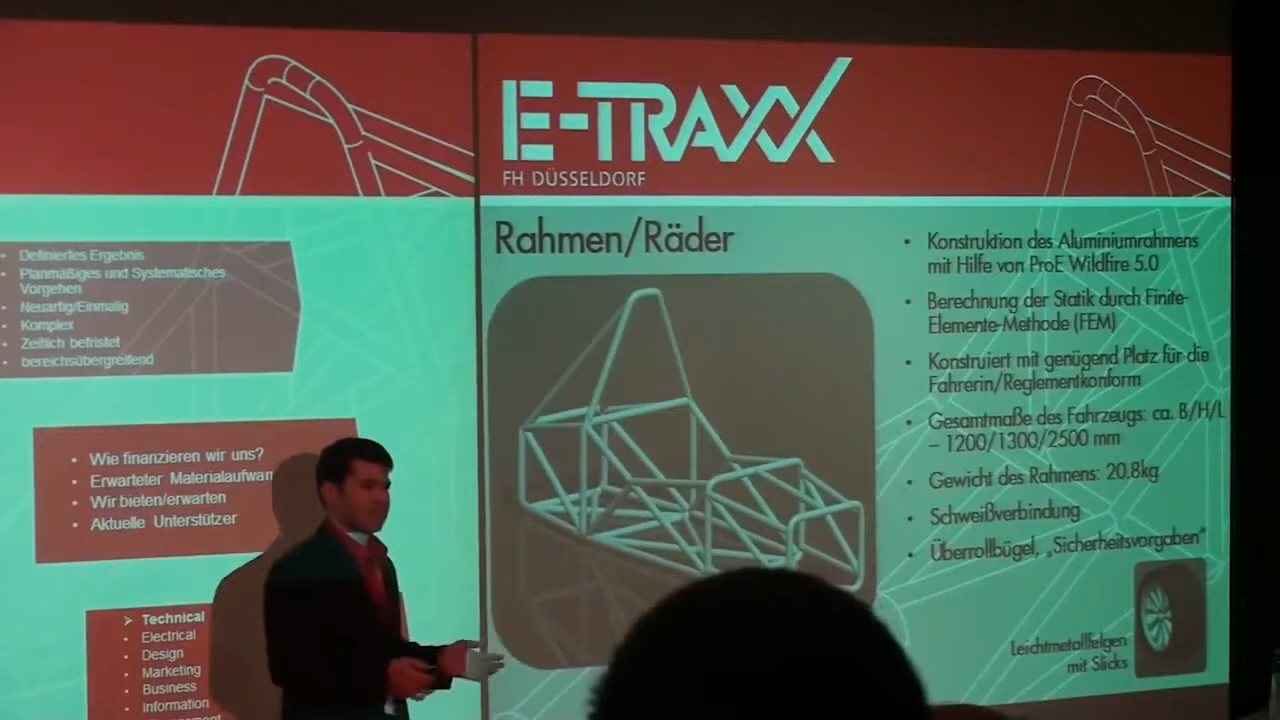 Definiertes Ergebnis
Planmäßiges und Systematisches
Vorgehen
Neuartig/Einmalig
Komplex
Zeitlich befristet
bereichsübergreifend
Wie finanzieren wir uns?
Erwarteter Materialaufwan
Wir bieten/erwarten
Aktuelle Unterstützer
Technical
Electrical
Design
Marketing
Business
Information
E-TRAXX
FH DÜSSELDORF
Rahmen/Räder
Konstruktion des Aluminiumrahmens
mit Hilfe von ProE Wildfire 5.0
Berechnung der Statik durch Finite-
Elemente-Methode (FEM)
Konstruiert mit genügend Platz für die
Fahrerin/Reglementkonform
Gesamtmaße des Fahrzeugs: ca. B/H/L
– 1200/1300/2500 mm
Gewicht des Rahmens: 20.8kg
Schweißverbindung
Überrollbügel, „Sicherheitsvorgaben“
Leichtmetallfelgen
mit Slicks